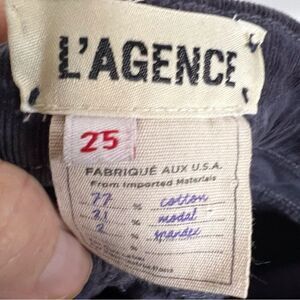 L'AGENCE
25
FABRIQUÉ AUX U.S.A.
From Imported Materials
77 % cotton
21 % modal
2 % spandex
%